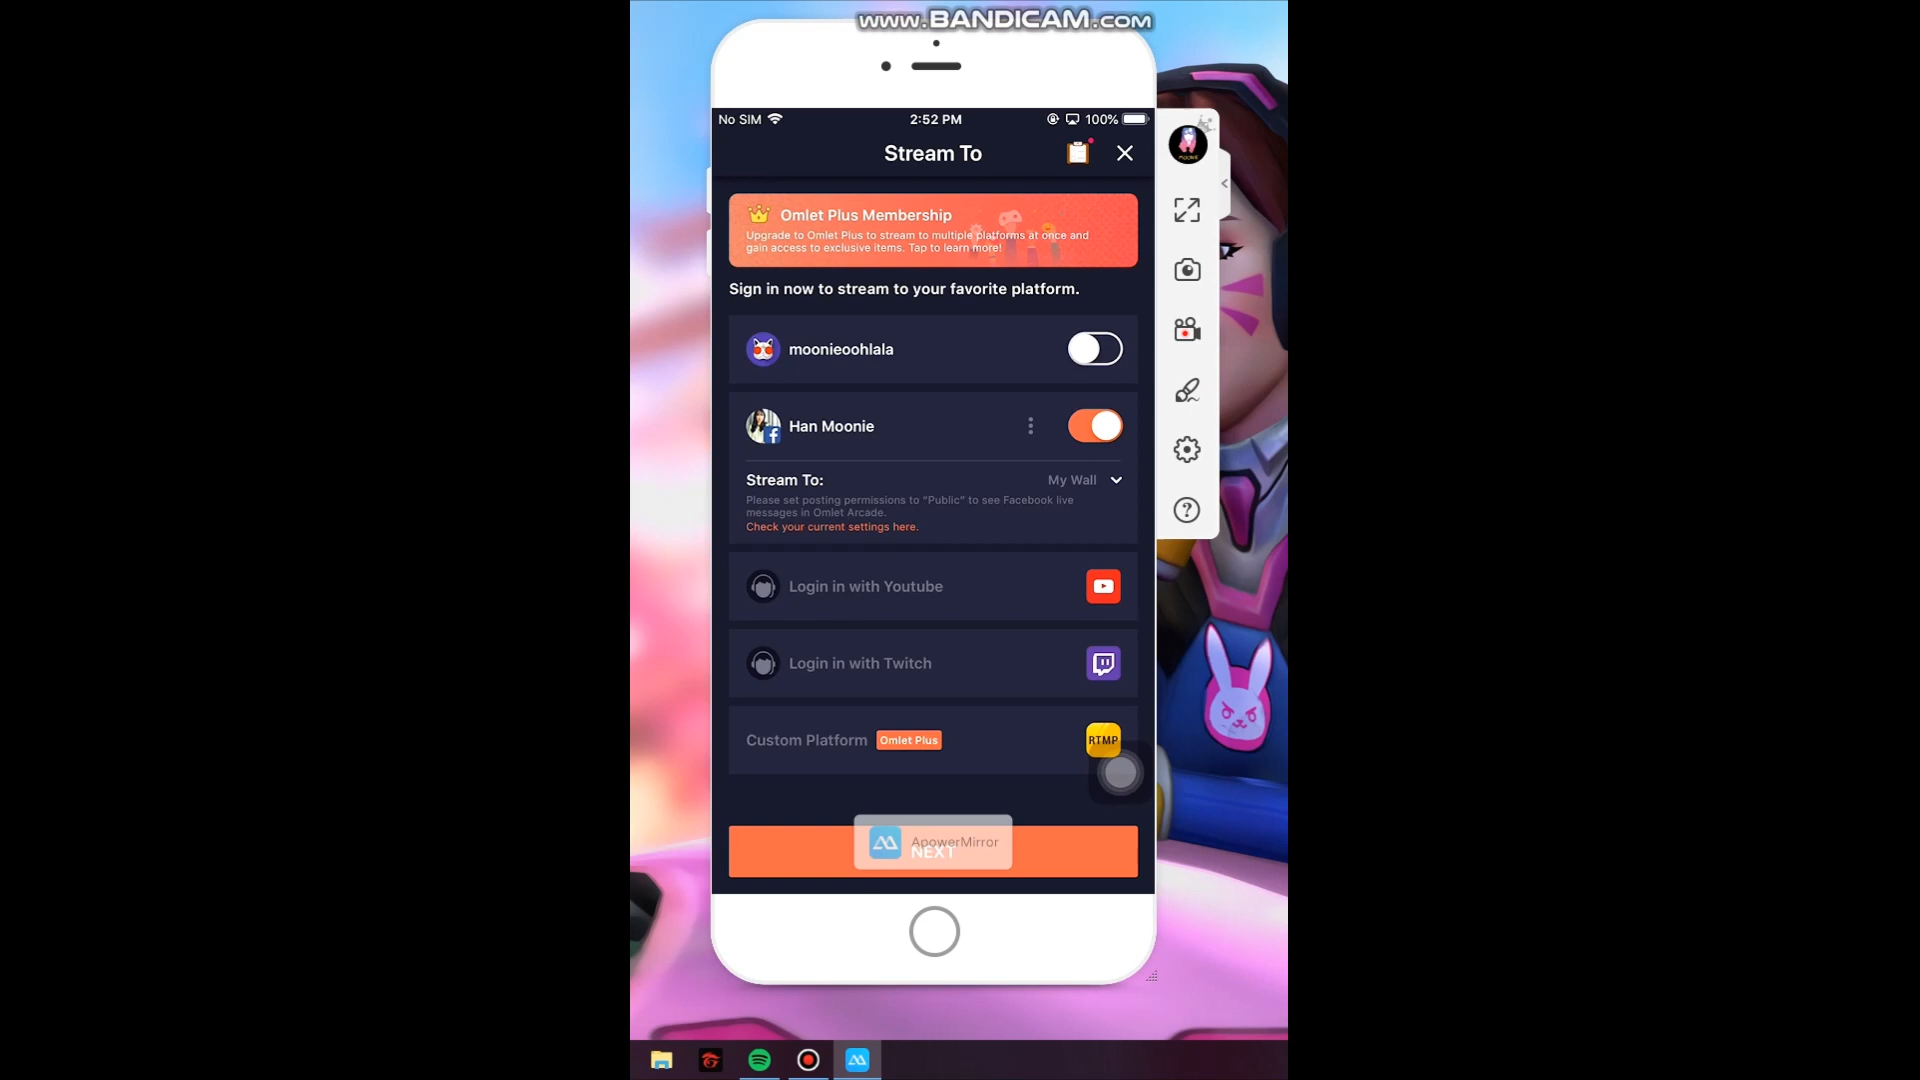 www.BANDICAM.com
No SIM
2:52 PM
100%
Stream To
Omlet Plus Membership
Upgrade to Omlet Plus to stream to multiple platforms at once and
gain access to exclusive items. Tap to learn more!
Sign in now to stream to your favorite platform.
moonieoohlala
Han Moonie
Stream To:
My Wall
Please set posting permissions to "Public" to see Facebook live
messages in Omlet Arcade.
Check your current settings here.
Login in with Youtube
Login in with Twitch
Custom Platform
Omlet Plus
RTMP
ApowerMirror
NEXT